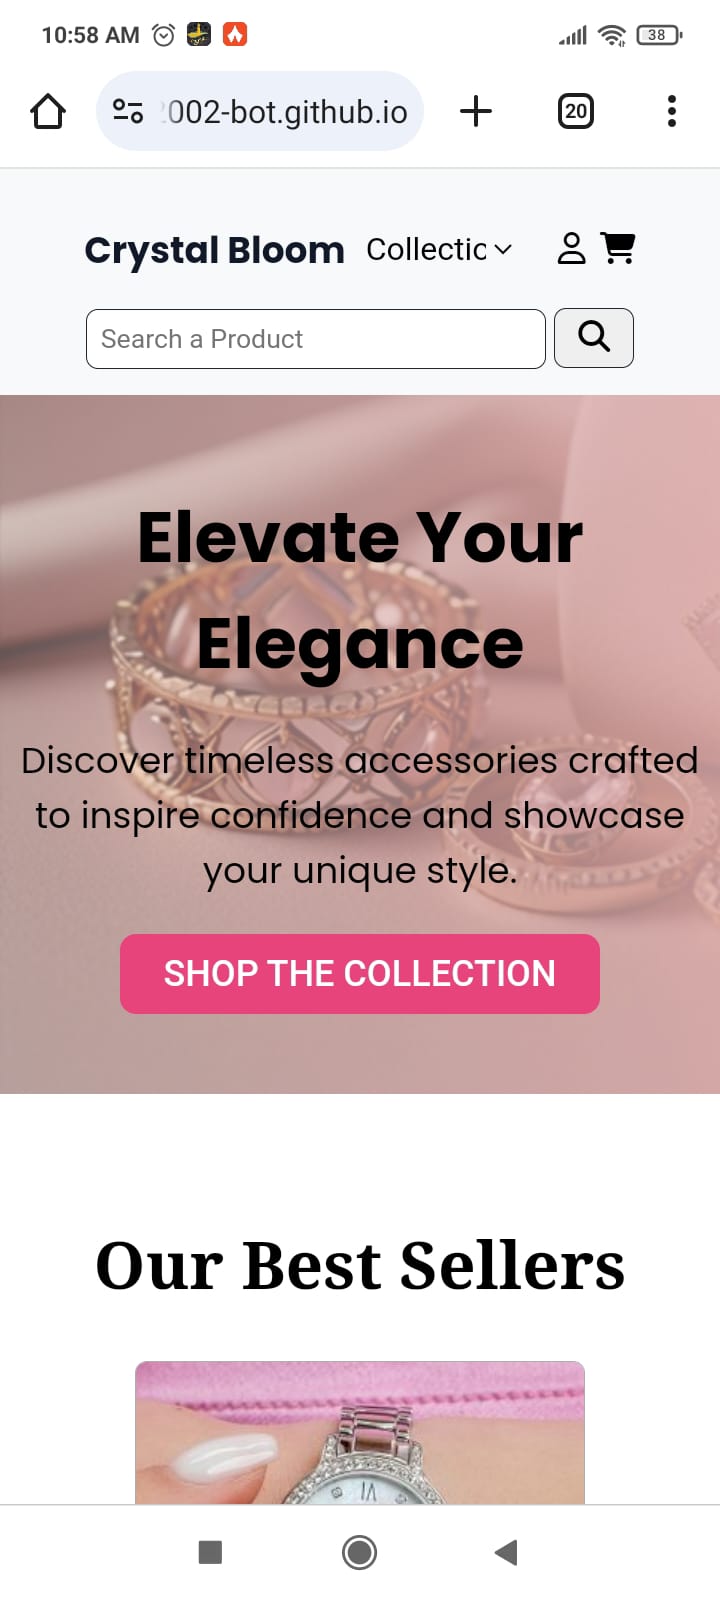 10:58 AM
38
002-bot.github.io
20
Crystal Bloom
Collectic
Search a Product
Elevate Your
Elegance
Discover timeless accessories crafted
to inspire confidence and showcase
your unique style.
SHOP THE COLLECTION
Our Best Sellers
VI